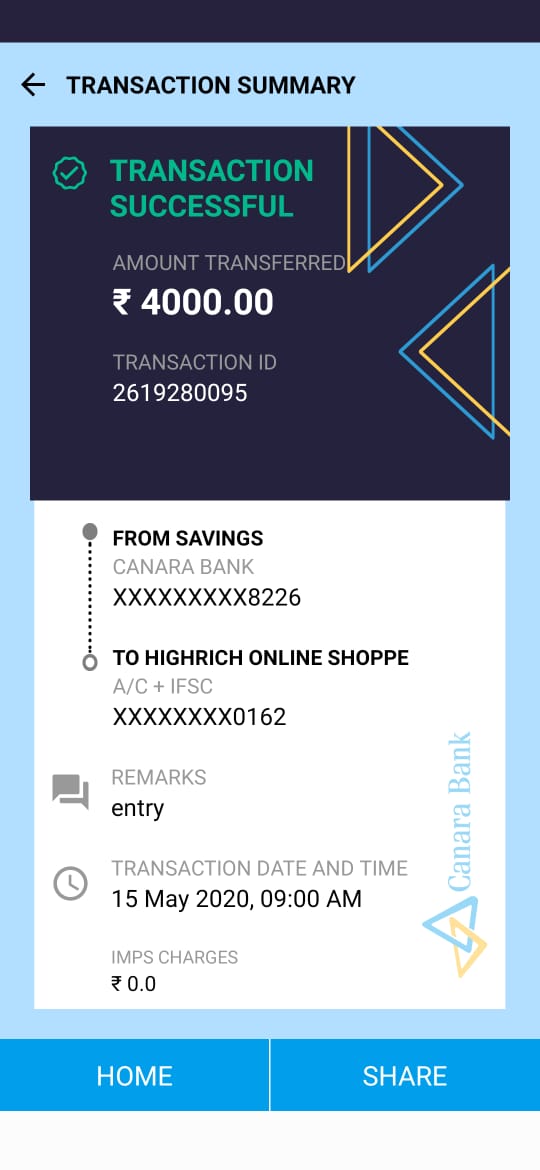 TRANSACTION SUMMARY
TRANSACTION
SUCCESSFUL
AMOUNT TRANSFERRED
₹ 4000.00
TRANSACTION ID
2619280095
FROM SAVINGS
CANARA BANK
XXXXXXXXX8226
TO HIGHRICH ONLINE SHOPPE
A/C + IFSC
XXXXXXXX0162
REMARKS
entry
TRANSACTION DATE AND TIME
15 May 2020, 09:00 AM
IMPS CHARGES
₹ 0.0
Canara Bank
HOME
SHARE